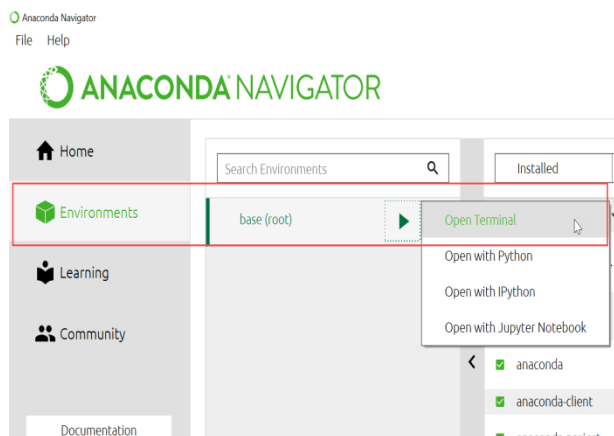 Anaconda Navigator
File Help
ANACONDA NAVIGATOR
Home
Search Environments
Installed
Environments
base (root)
Open Terminal
Open with Python
Learning
Open with IPython
Open with Jupyter Notebook
Community
anaconda
anaconda-client
Documentation